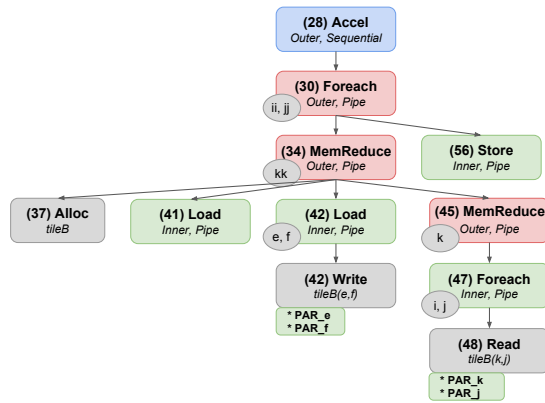 (28) Accel
Outer, Sequential
(30) Foreach
Outer, Pipe
ii, jj
(34) MemReduce
Outer, Pipe
kk
(56) Store
Inner, Pipe
(37) Alloc
tileB
(41) Load
Inner, Pipe
(42) Load
Inner, Pipe
e, f
(45) MemReduce
Outer, Pipe
k
(42) Write
tileB(e,f)
* PAR_e
* PAR_f
(47) Foreach
Inner, Pipe
i, j
(48) Read
tileB(k,j)
* PAR_k
* PAR_j